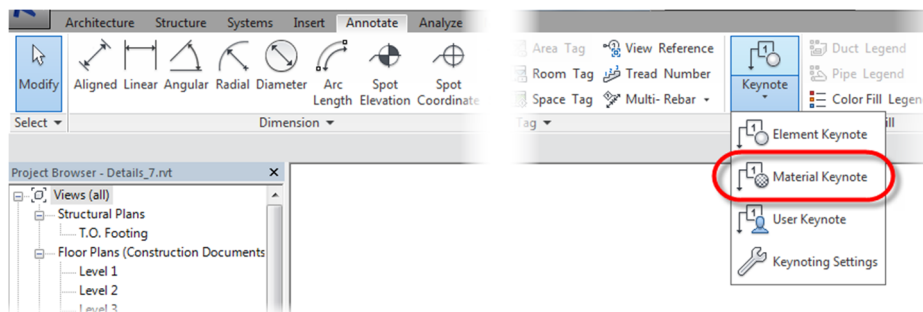 Architecture Structure Systems Insert Annotate Analyze
Modify
Aligned Linear Angular Radial Diameter Arc Length Spot Elevation Spot Coordinate
Area Tag
Room Tag
Space Tag
View Reference
Tread Number
Multi- Rebar
Keynote
Duct Legend
Pipe Legend
Color Fill Legen
Select
Dimension
Tag
ill
Element Keynote
Material Keynote
User Keynote
Keynoting Settings
Project Browser - Details_7.rvt
Views (all)
Structural Plans
T.O. Footing
Floor Plans (Construction Documents
Level 1
Level 2
Level 3